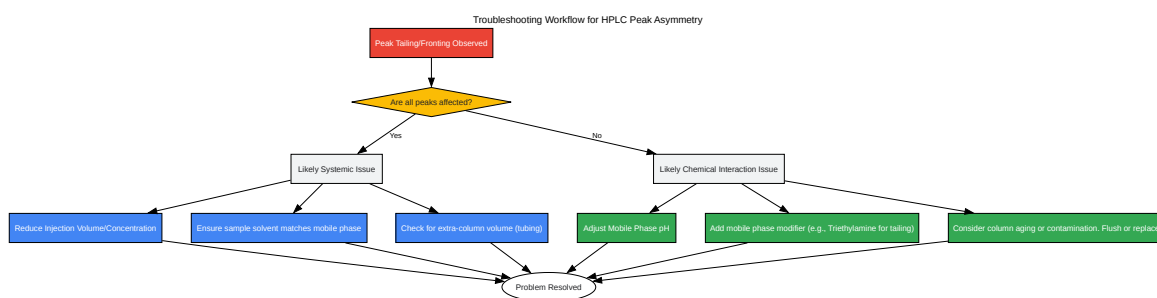 Troubleshooting Workflow for HPLC Peak Asymmetry
Peak Tailing/Fronting Observed
Are all peaks affected?
Yes
No
Likely Systemic Issue
Likely Chemical Interaction Issue
Reduce Injection Volume/Concentration
Ensure sample solvent matches mobile phase
Check for extra-column volume (tubing)
Adjust Mobile Phase pH
Add mobile phase modifier (e.g., Triethylamine for tailing)
Consider column aging or contamination. Flush or replace
Problem Resolved